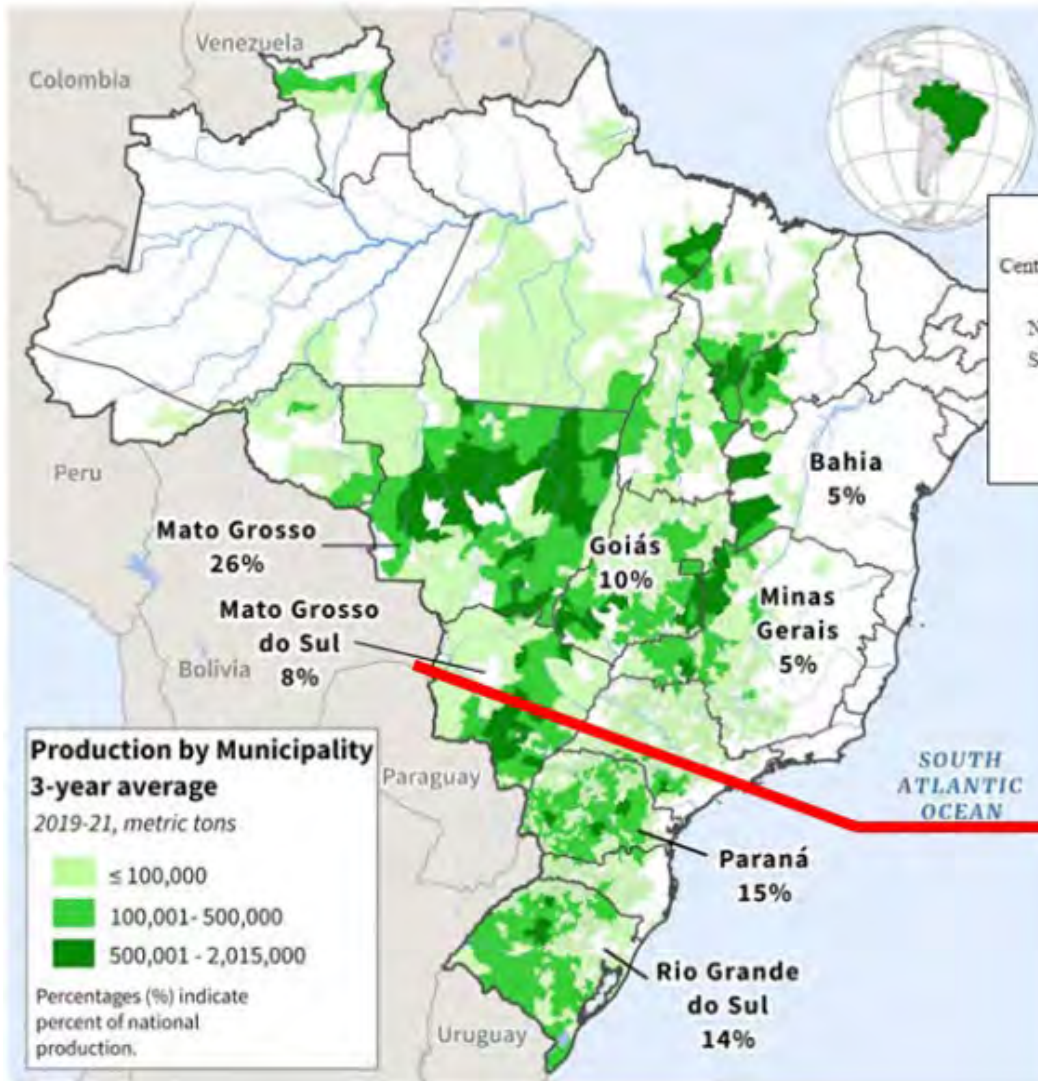 Venezuela
Colombia
Cent
N
S
Peru
Bahia
5%
Mato Grosso
26%
Goiás
10%
Mato Grosso
do Sul
8%
Minas
Gerais
5%
Bolivia
Production by Municipality
3-year average
2019-21, metric tons
≤ 100,000
100,001- 500,000
500,001 - 2,015,000
Percentages (%) indicate
percent of national
production.
Paraguay
SOUTH
ATLANTIC
OCEAN
Paraná
15%
Rio Grande
do Sul
14%
Uruguay